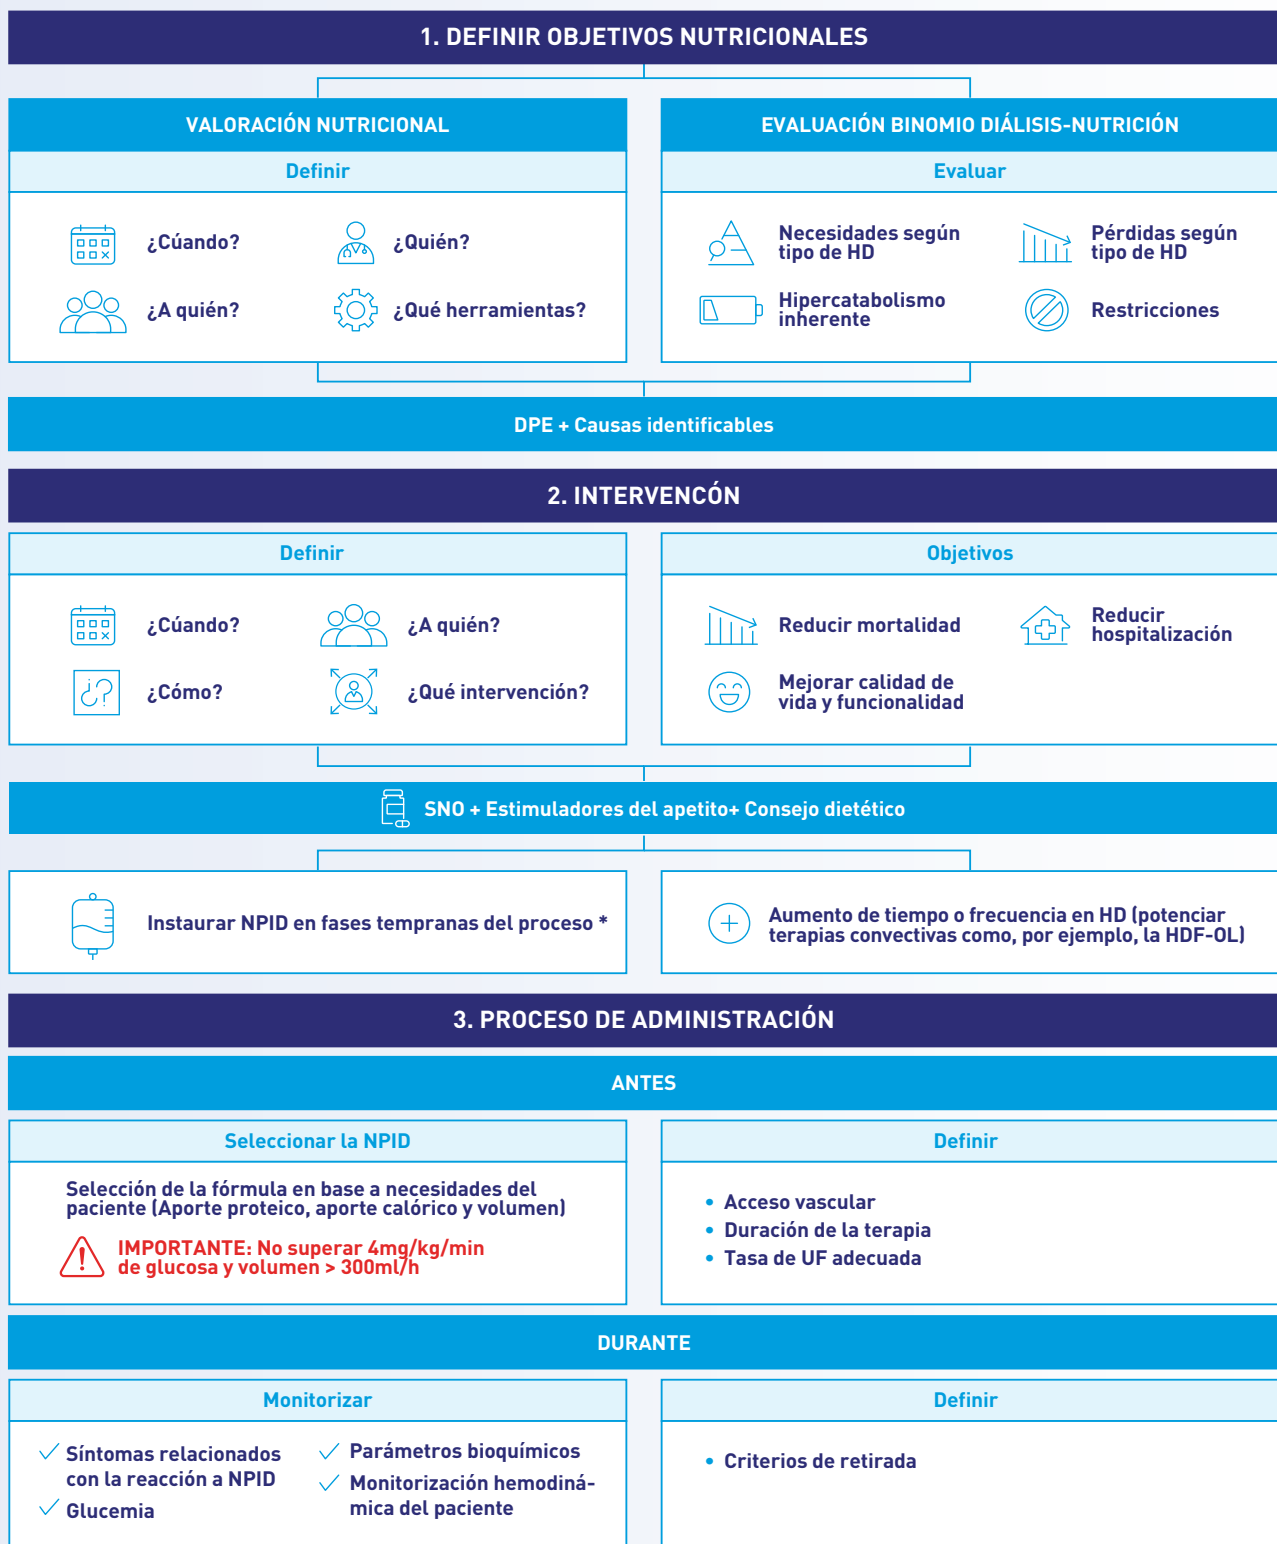 1. DEFINIR OBJETIVOS NUTRICIONALES
VALORACIÓN NUTRICIONAL
Definir
¿Cúando?
¿Quién?
¿A quién?
¿Qué herramientas?
EVALUACIÓN BINOMIO DIÁLISIS-NUTRICIÓN
Evaluar
Necesidades según
tipo de HD
Pérdidas según
tipo de HD
Hipercatabolismo
inherente
Restricciones
DPE + Causas identificables
2. INTERVENCÓN
Definir
¿Cúando?
¿A quién?
¿Cómo?
¿Qué intervención?
Objetivos
Reducir mortalidad
Reducir
hospitalización
Mejorar calidad de
vida y funcionalidad
SNO + Estimuladores del apetito+ Consejo dietético
Instaurar NPID en fases tempranas del proceso *
Aumento de tiempo o frecuencia en HD (potenciar
terapias convectivas como, por ejemplo, la HDF-OL)
3. PROCESO DE ADMINISTRACIÓN
ANTES
Seleccionar la NPID
Selección de la fórmula en base a necesidades del
paciente (Aporte proteico, aporte calórico y volumen)
IMPORTANTE: No superar 4mg/kg/min
de glucosa y volumen > 300ml/h
Definir
• Acceso vascular
• Duración de la terapia
• Tasa de UF adecuada
DURANTE
Monitorizar
Síntomas relacionados
con la reacción a NPID
Glucemia
Parámetros bioquímicos
Monitorización hemodiná-
mica del paciente
Definir
• Criterios de retirada